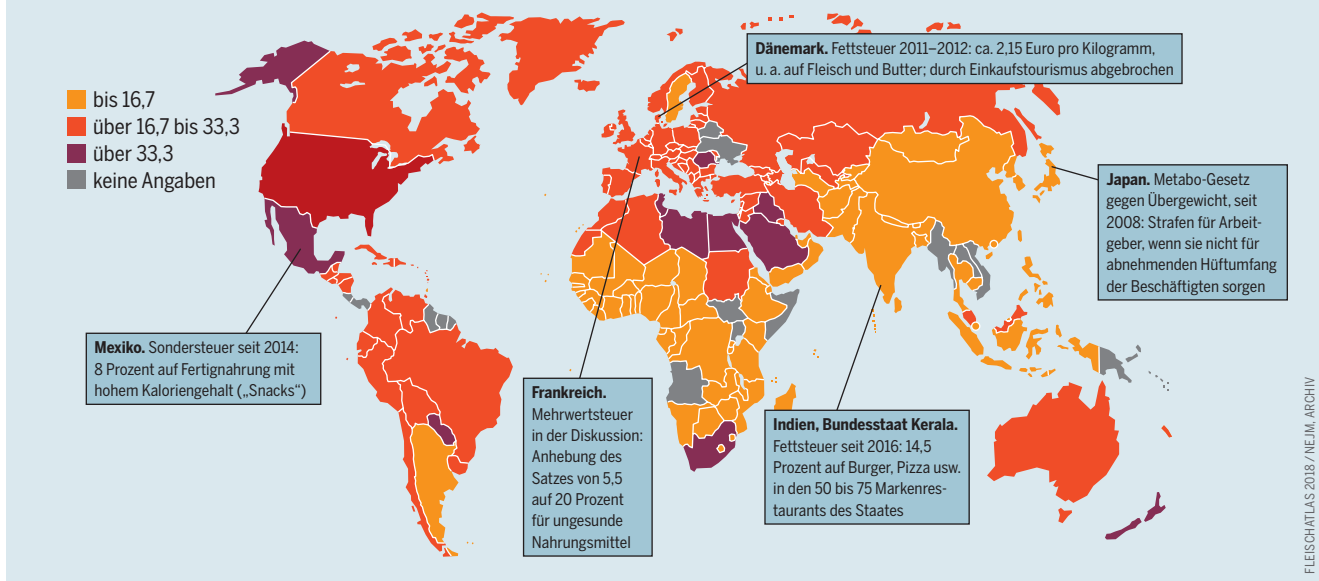 bis 16,7
über 16,7 bis 33,3
über 33,3
keine Angaben
Dänemark. Fettsteuer 2011–2012: ca. 2,15 Euro pro Kilogramm,
u. a. auf Fleisch und Butter; durch Einkaufstourismus abgebrochen
Japan. Metabo-Gesetz
gegen Übergewicht, seit
2008: Strafen für Arbeit-
geber, wenn sie nicht für
abnehmenden Hüftumfang
der Beschäftigten sorgen
Mexiko. Sondersteuer seit 2014:
8 Prozent auf Fertignahrung mit
hohem Kaloriengehalt („Snacks“)
Frankreich.
Mehrwertsteuer
in der Diskussion:
Anhebung des
Satzes von 5,5
auf 20 Prozent
für ungesunde
Nahrungsmittel
Indien, Bundesstaat Kerala.
Fettsteuer seit 2016: 14,5
Prozent auf Burger, Pizza usw.
in den 50 bis 75 Markenres-
taurants des Staates
FLEISCHATLAS 2018 / NEJM, ARCHIV